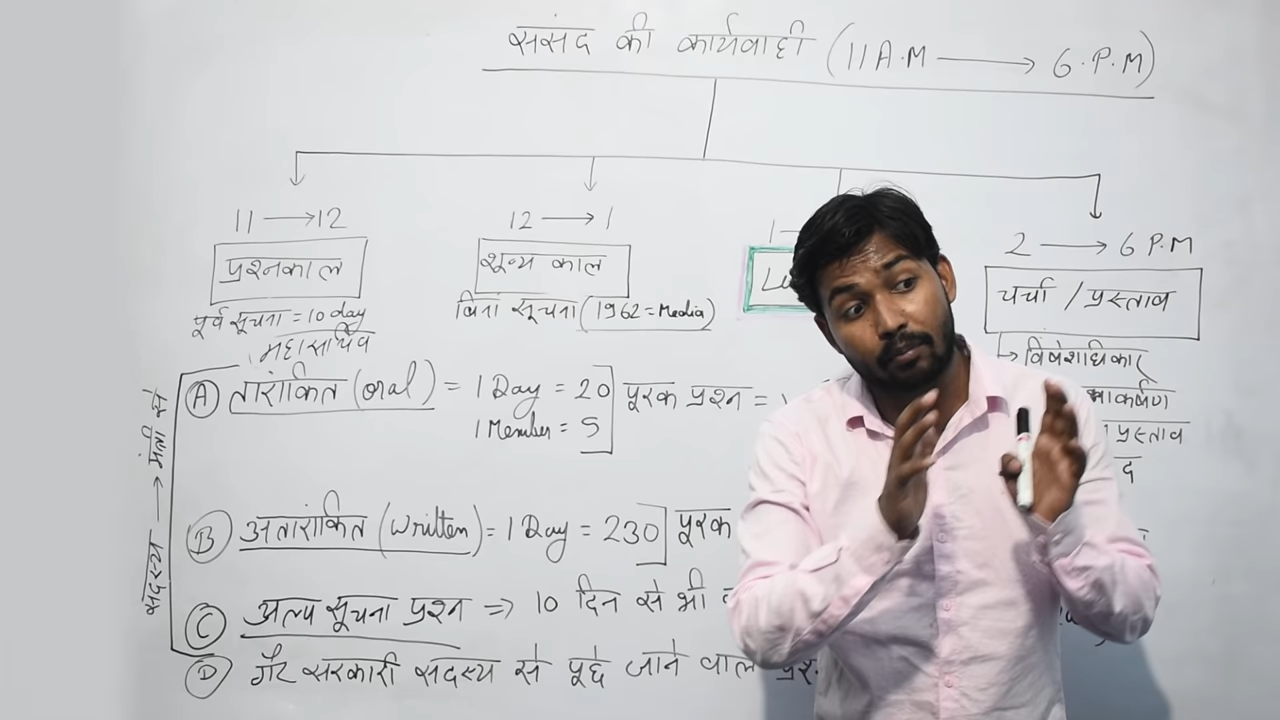 संसद की कार्यवाही (11 A.M → 6.P.M)
11 → 12
प्रश्नकाल
पूर्व सूचना = 10 day
महासचिव
12 → 1
शून्य काल
बिना सूचना (1962 = Media)
1
2 → 6 P.M
चर्चा / प्रस्ताव
→ विशेषाधिकार
प्रस्ताव
सदस्य → मंत्री से
(A) तारांकित (oral) = 1 Day = 20 पूरक प्रश्न =
1 Member = 5
(B) अतारांकित (written) = 1 Day = 230 पूरक
(C) अल्प सूचना प्रश्न ⇒ 10 दिन से भी
(D) गैर सरकारी सदस्य से पूछे जाने वाले